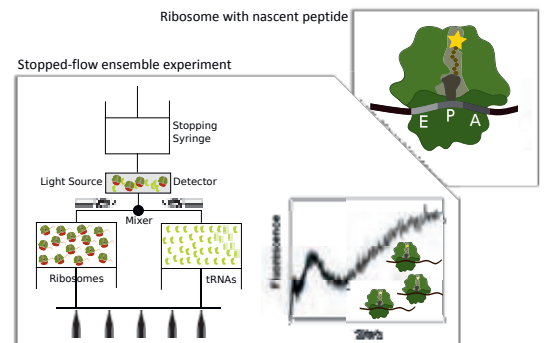 Ribosome with nascent peptide
Stopped-flow ensemble experiment
E P A
Stopping
Syringe
Light Source
Detector
Mixer
Ribosomes
tRNAs
Fluorescence